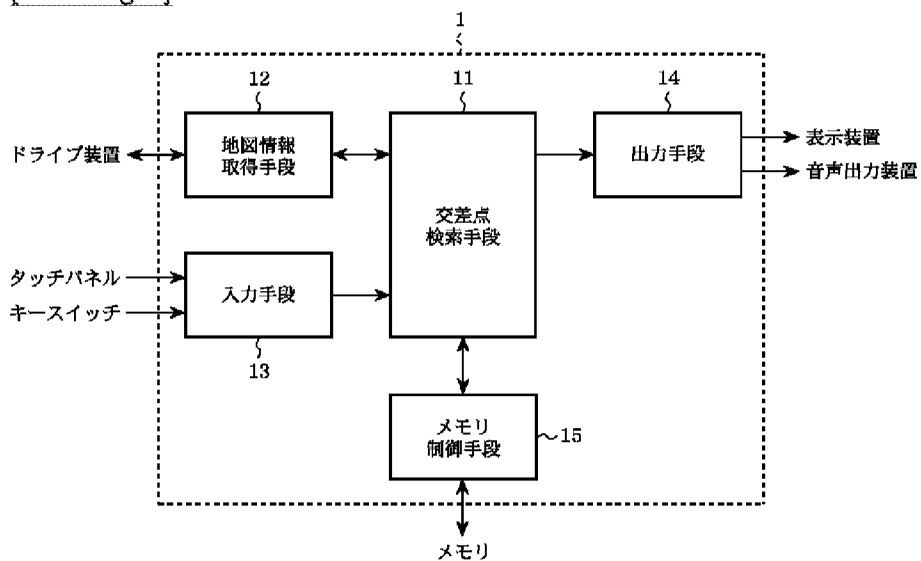 1
12
11
14
ドライブ装置
地図情報
取得手段
出力手段
表示装置
音声出力装置
交差点
検索手段
タッチパネル
キースイッチ
入力手段
13
メモリ
制御手段
15
メモリ